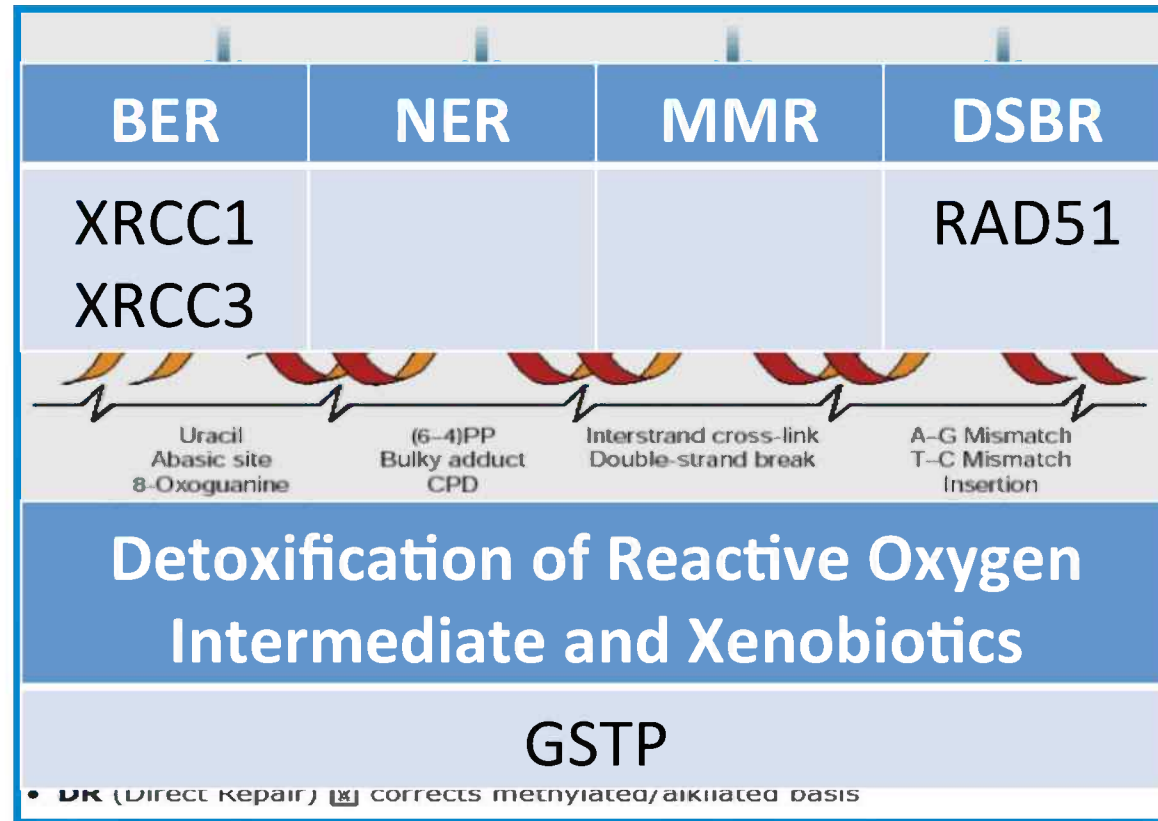 BER NER MMR DSBR
XRCC1 RAD51
XRCC3
Uracil (6–4)PP Interstrand cross-link A–G Mismatch
Abasic site Bulky adduct Double-strand break T–C Mismatch
8-Oxoguanine CPD Insertion
Detoxification of Reactive Oxygen
Intermediate and Xenobiotics
GSTP
• DR (Direct Repair) corrects methylated/alkilated basis